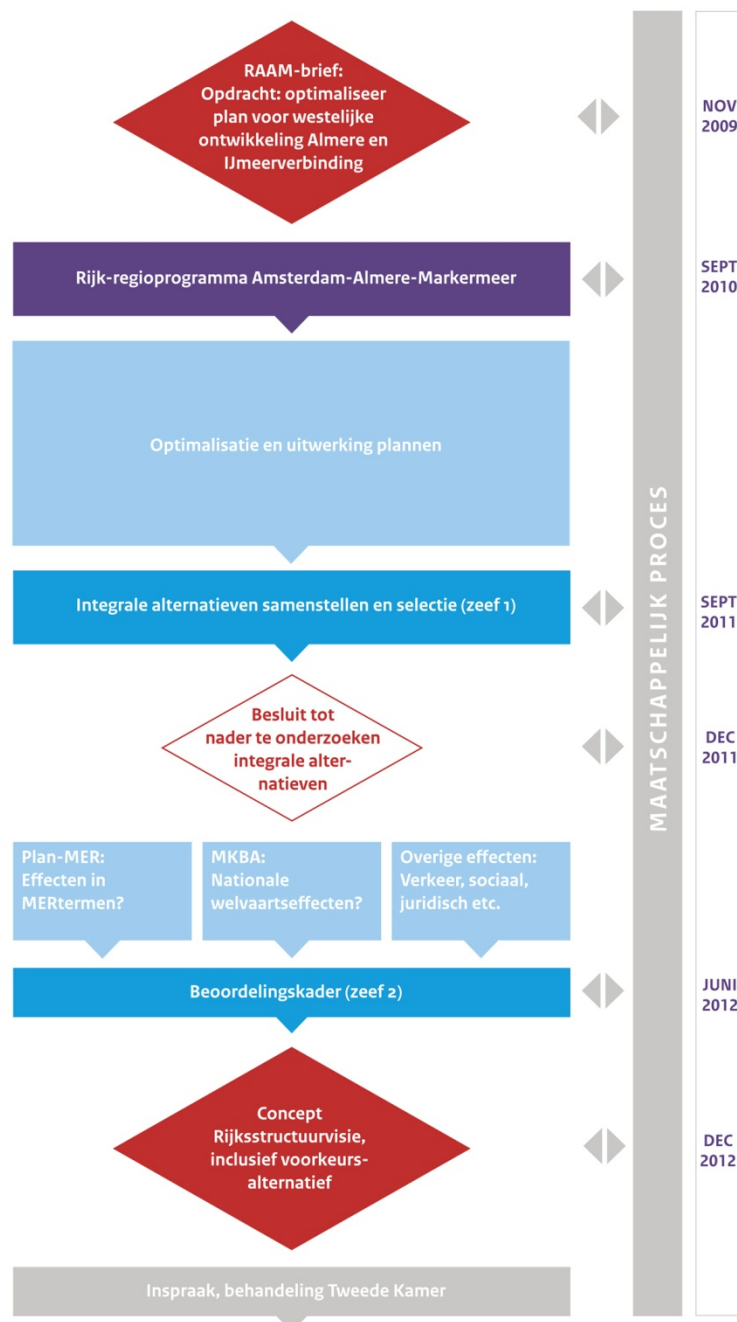 RAAM-brief:
Opdracht: optimaliseer
plan voor westelijke
ontwikkeling Almere en
IJmeerverbinding
NOV
2009
Rijk-regioprogramma Amsterdam-Almere-Markermeer
SEPT
2010
Optimalisatie en uitwerking plannen
Integrale alternatieven samenstellen en selectie (zeef 1)
SEPT
2011
MAATSCHAPPELIJK PROCES
Besluit tot
nader te onderzoeken
integrale alter-
natieven
DEC
2011
Plan-MER:
Effecten in
MERtermen?
MKBA:
Nationale
welvaartseffecten?
Overige effecten:
Verkeer, sociaal,
juridisch etc.
Beoordelingskader (zeef 2)
JUNI
2012
Concept
Rijksstructuurvisie,
inclusief voorkeurs-
alternatief
DEC
2012
Inspraak, behandeling Tweede Kamer